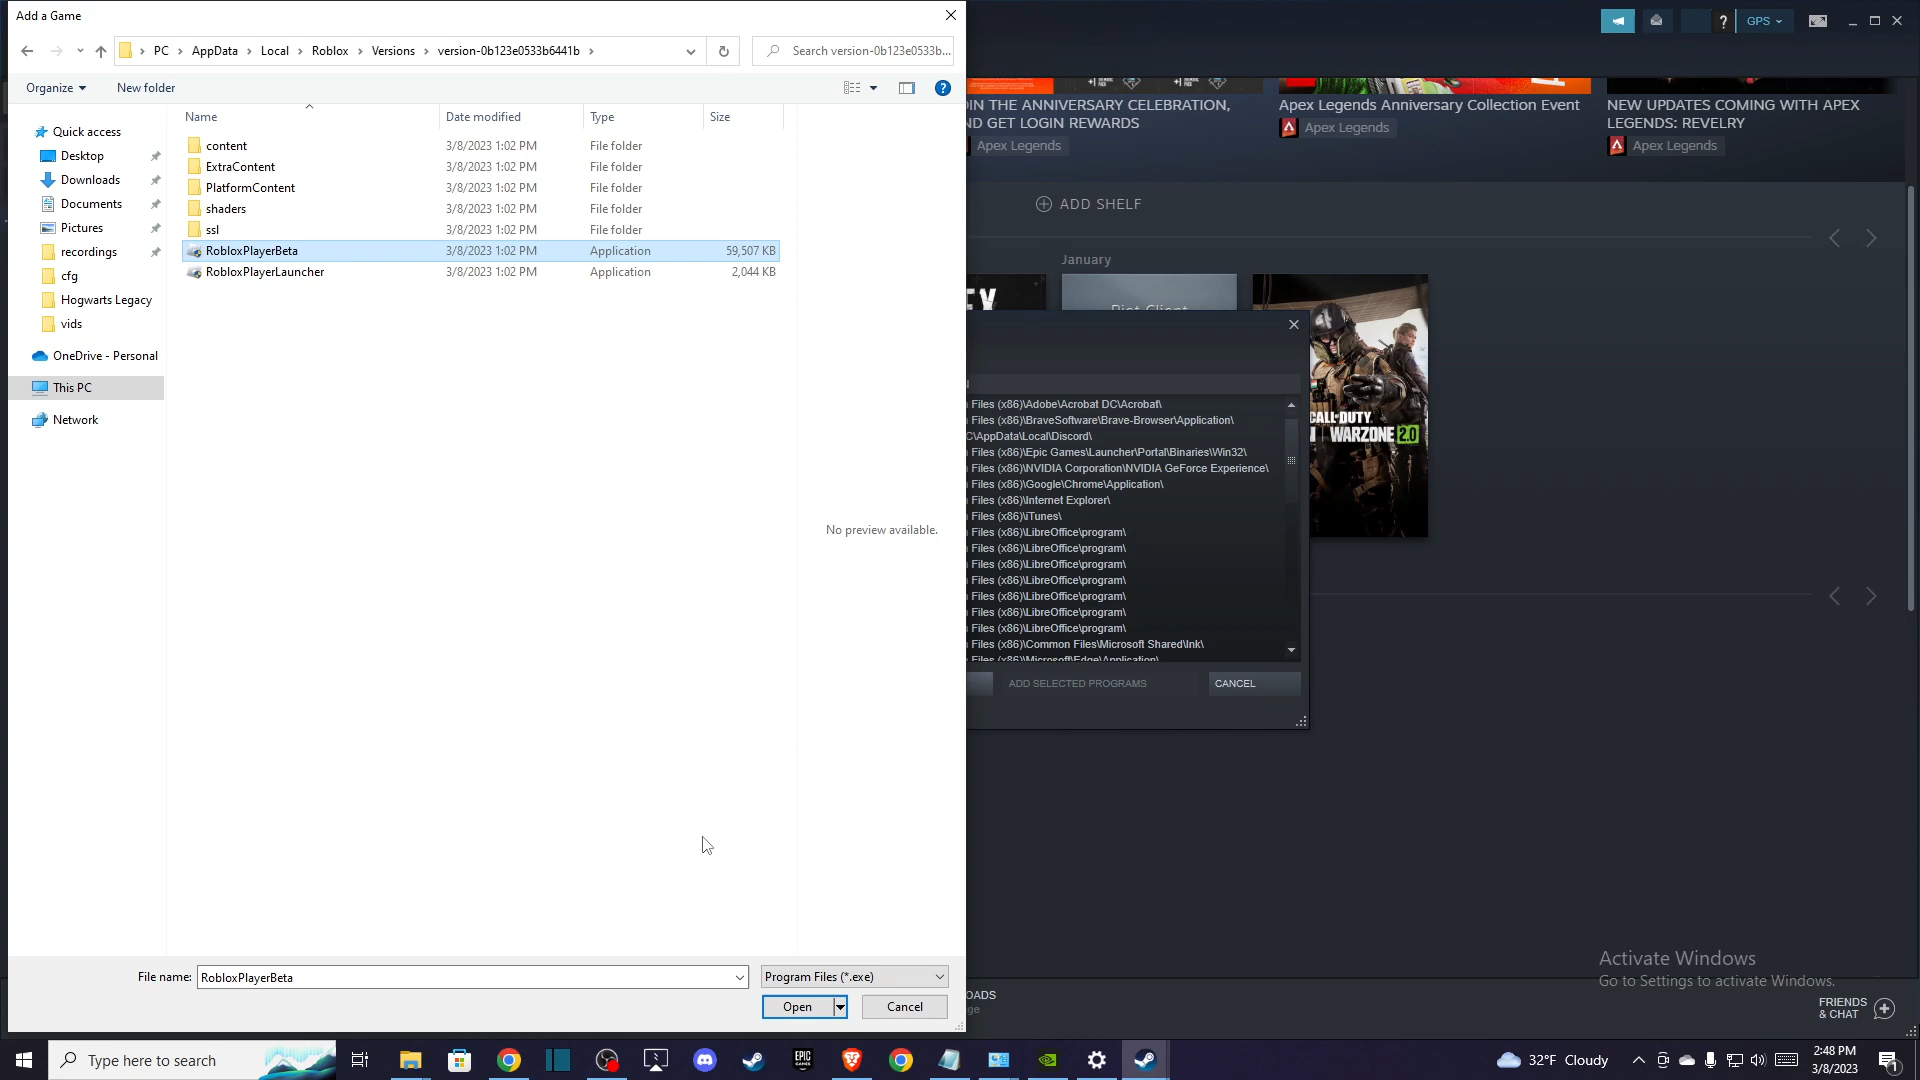 Add a Game
PC > AppData > Local > Roblox > Versions > version-0b123e0533b6441b >
Search version-0b123e0533b...
Organize
New folder
Name
Date modified
Type
Size
Quick access
Desktop
Downloads
Documents
Pictures
recordings
cfg
Hogwarts Legacy
vids
OneDrive - Personal
This PC
Network
content 3/8/2023 1:02 PM File folder
ExtraContent 3/8/2023 1:02 PM File folder
PlatformContent 3/8/2023 1:02 PM File folder
shaders 3/8/2023 1:02 PM File folder
ssl 3/8/2023 1:02 PM File folder
RobloxPlayerBeta 3/8/2023 1:02 PM Application 59,507 KB
RobloxPlayerLauncher 3/8/2023 1:02 PM Application 2,044 KB
No preview available.
File name: RobloxPlayerBeta
Program Files (*.exe)
Open
Cancel
?
GPS
IN THE ANNIVERSARY CELEBRATION,
ND GET LOGIN REWARDS
Apex Legends
Apex Legends Anniversary Collection Event
Apex Legends
NEW UPDATES COMING WITH APEX
LEGENDS: REVELRY
Apex Legends
ADD SHELF
January
Riot Client
CALL·DUTY
WARZONE 2.0
Files (x86)\Adobe\Acrobat DC\Acrobat\
Files (x86)\BraveSoftware\Brave-Browser\Application\
C\AppData\Local\Discord\
Files (x86)\Epic Games\Launcher\Portal\Binaries\Win32\
Files (x86)\NVIDIA Corporation\NVIDIA GeForce Experience\
Files (x86)\Google\Chrome\Application\
Files (x86)\Internet Explorer\
Files (x86)\iTunes\
Files (x86)\LibreOffice\program\
Files (x86)\LibreOffice\program\
Files (x86)\LibreOffice\program\
Files (x86)\LibreOffice\program\
Files (x86)\LibreOffice\program\
Files (x86)\LibreOffice\program\
Files (x86)\LibreOffice\program\
Files (x86)\Common Files\Microsoft Shared\Ink\
Files (x86)\Microsoft\Edge\Application\
ADD SELECTED PROGRAMS
CANCEL
Activate Windows
Go to Settings to activate Windows.
OADS
ge
FRIENDS
& CHAT
Type here to search
EPIC
GAMES
32°F Cloudy
2:48 PM
3/8/2023
1